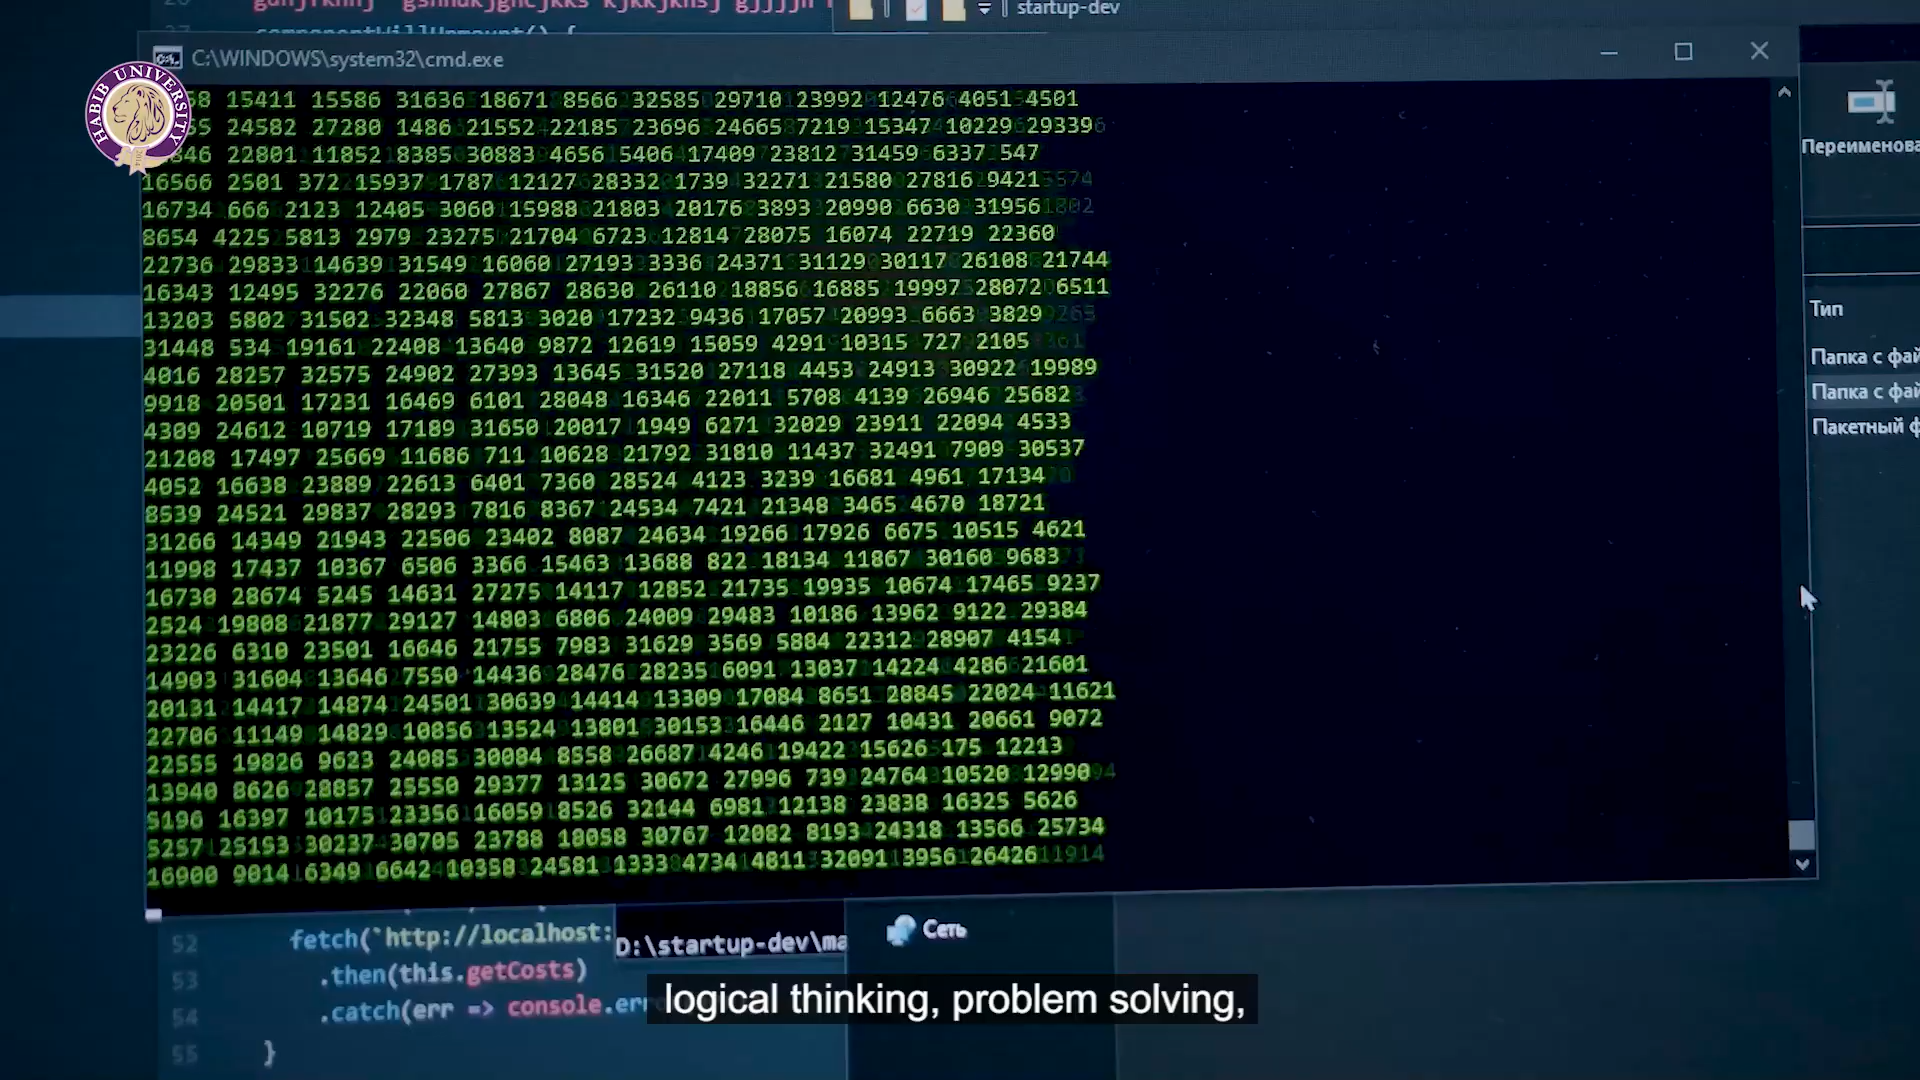 startup-dev
componentWillUnmount() {
C:\WINDOWS\system32\cmd.exe
HABIB UNIVERSITY
15411 15586 31636 18671 8566 32585 29710 23992 12476 4051 4501
24582 27280 1486 21552 22185 23696 24665 7219 15347 10229 29339
22801 11852 8385 30883 4656 5406 17409 23812 31459 6337 547
16566 2501 372 15937 1787 12127 28332 1739 32271 21580 27816 9421
16734 666 2123 12405 3060 15988 21803 20176 3893 20990 6630 31956
8654 4225 5813 2979 23275 21704 6723 12814 28075 16074 22719 22360
22736 29833 14639 31549 16060 27193 3336 24371 31129 30117 26108 21744
16343 12495 32276 22060 27867 28630 26110 18856 16885 19997 28072 6511
13203 5802 31502 32348 5813 3020 17232 9436 17057 20993 6663 3829
31448 534 19161 22408 13640 9872 12619 15059 4291 10315 727 2105
4016 28257 32575 24902 27393 13645 31520 27118 4453 24913 30922 19989
9918 20501 17231 16469 6101 28048 16346 22011 5708 4139 26946 25682
4309 24612 10719 17189 31650 20017 1949 6271 32029 23911 22094 4533
21208 17497 25669 11686 711 10628 21792 31810 11437 32491 7909 30537
4052 16638 23889 22613 6401 7360 28524 4123 3239 16681 4961 17134
8539 24521 29837 28293 7816 8367 24534 7421 21348 3465 4670 18721
31266 14349 21943 22506 23402 8087 24634 19266 17926 6675 10515 4621
11998 17437 10367 6506 3366 15463 13688 822 18134 11867 30160 9683
16730 28674 5245 14631 27275 14117 12852 21735 19935 10674 17465 9237
2524 19808 21877 29127 14803 6806 24009 29483 10186 13962 9122 29384
23226 6310 23501 16646 21755 7983 31629 3569 5884 22312 28907 4154
14903 31604 13646 7550 14436 28476 28235 6091 13037 14224 4286 21601
20131 14417 14874 24501 30639 14414 13309 17084 8651 28845 22024 11621
22706 11149 14829 10856 13524 13801 30153 16446 2127 10431 20661 9072
22555 19826 9623 24085 30084 8558 26687 4246 19422 15626 175 12213
13940 8626 28857 25550 29377 13125 30672 27996 739 24764 10520 12990
5196 16397 10175 23356 16059 8526 32144 6981 12138 23838 16325 5626
5257 25153 30237 30705 23788 18058 30767 12082 8193 24318 13566 25734
16900 9014 6349 6642 10358 24581 1333 4734 4011 32091 3956 26426
Переименова
Тип
Папка с фай
Папка с фай
Пакетный ф
52 fetch(`http://localhost:
D:\startup-dev\ma
Сеть
53 .then(this.getCosts)
54 .catch(err => console.err
55 }
logical thinking, problem solving,